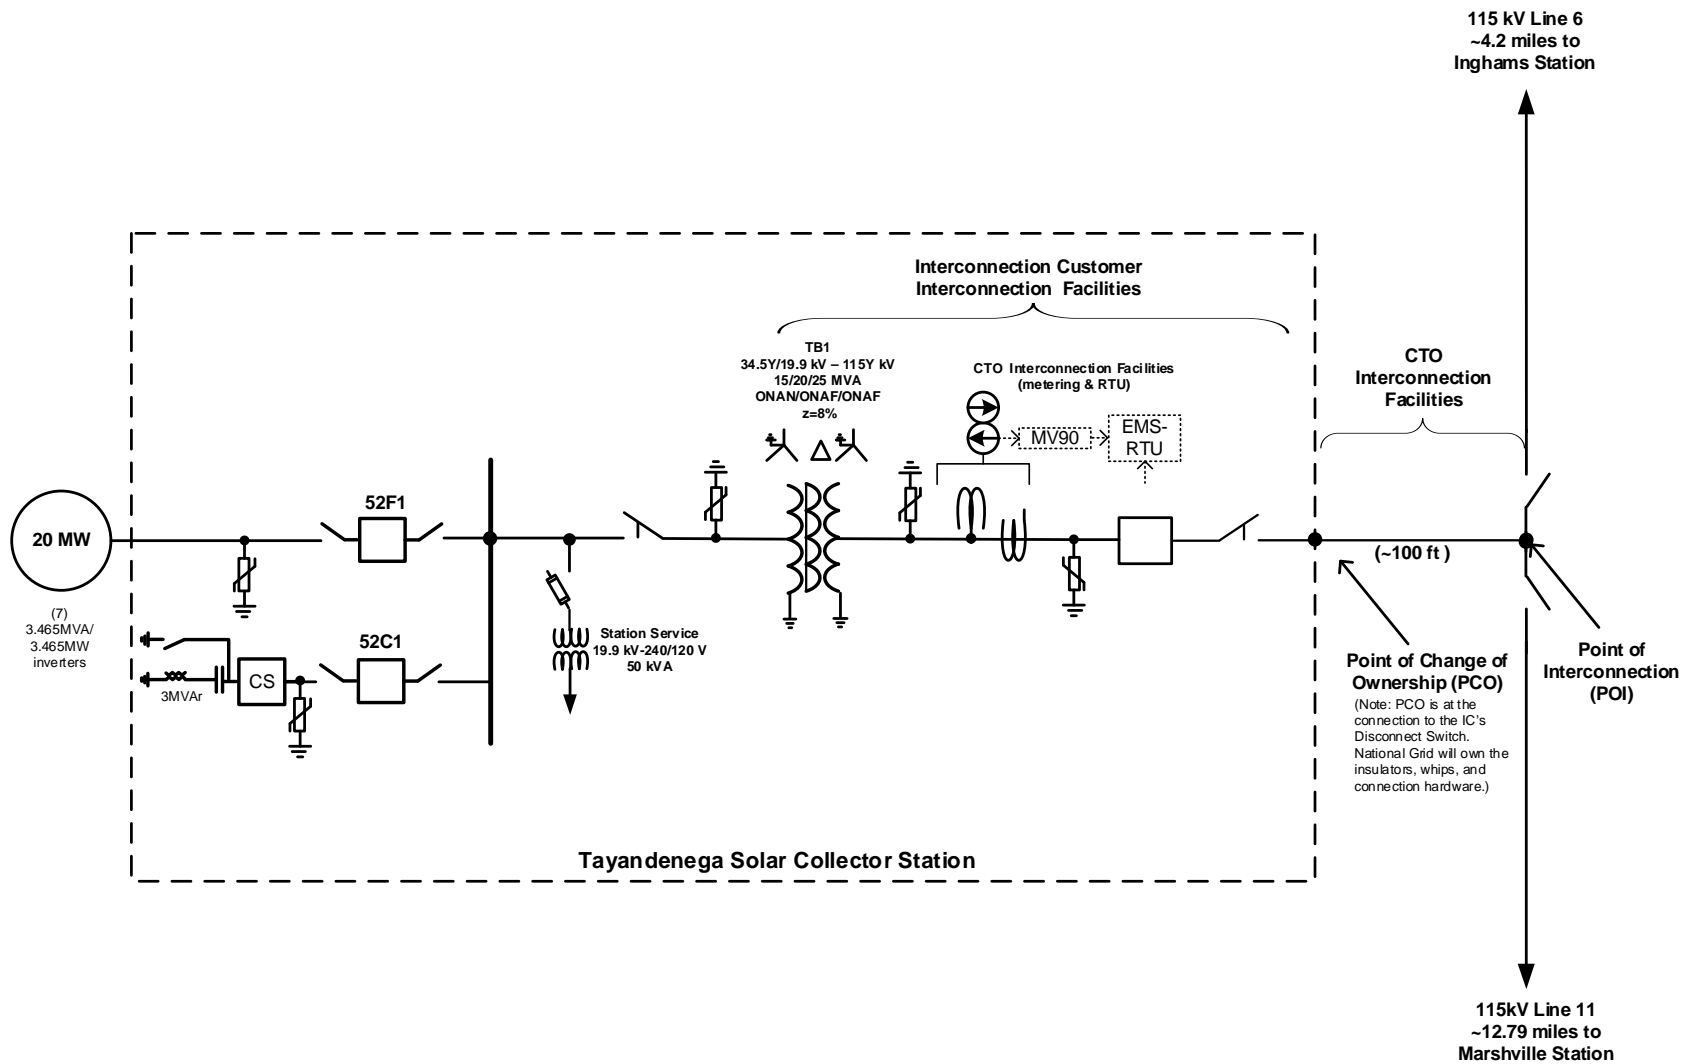 115 kV Line 6
~4.2 miles to
Inghams Station
Interconnection Customer
Interconnection Facilities
TB1
34.5Y/19.9 kV – 115Y kV
15/20/25 MVA
ONAN/ONAF/ONAF
z=8%
CTO Interconnection Facilities
(metering & RTU)
MV90
EMS-
RTU
CTO
Interconnection
Facilities
20 MW
(7)
3.465MVA/
3.465MW
inverters
52F1
52C1
CS
3MVAr
Station Service
19.9 kV-240/120 V
50 kVA
(~100 ft )
Point of Change of
Ownership (PCO)
(Note: PCO is at the
connection to the IC's
Disconnect Switch.
National Grid will own the
insulators, whips, and
connection hardware.)
Point of
Interconnection
(POI)
Tayandenega Solar Collector Station
115kV Line 11
~12.79 miles to
Marshville Station